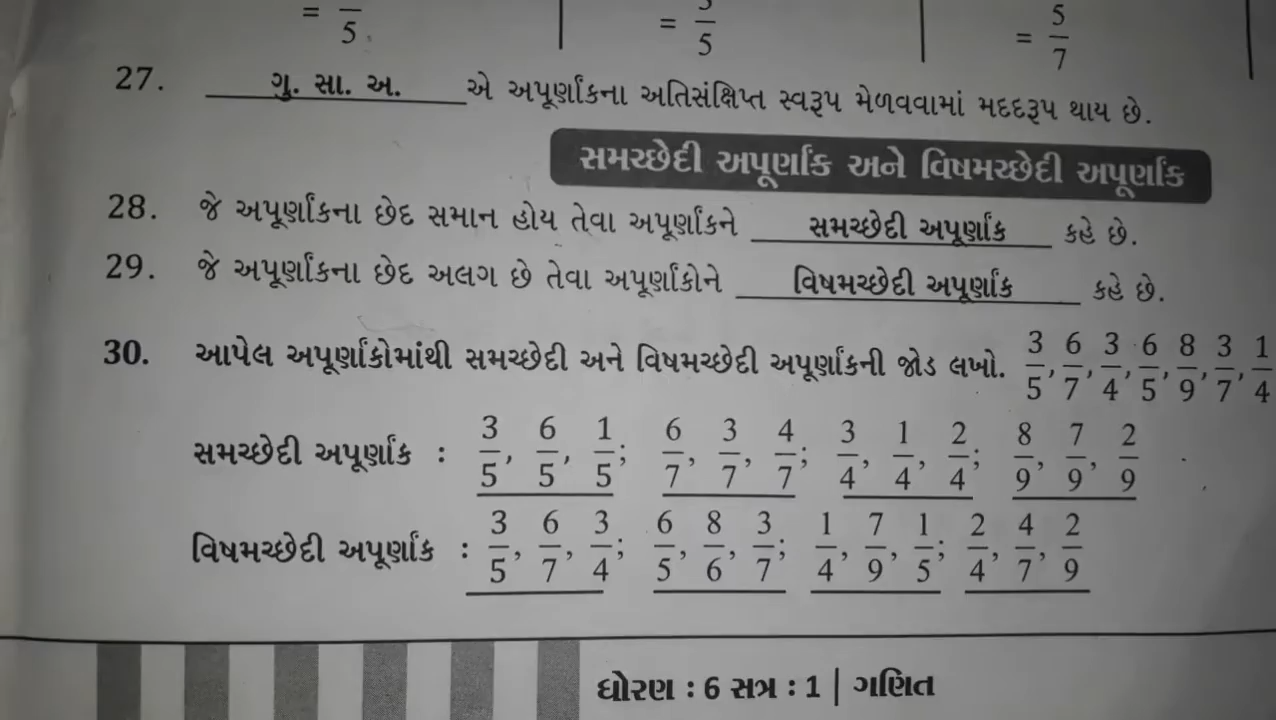 = — 5 = 3/5 = 5/7
27. ગુ. સા. અ. એ અપૂર્ણાંકના અતિસંક્ષિપ્ત સ્વરૂપ મેળવવામાં મદદરૂપ થાય છે.
સમચ્છેદી અપૂર્ણાંક અને વિષમચ્છેદી અપૂર્ણાંક
28. જે અપૂર્ણાંકના છેદ સમાન હોય તેવા અપૂર્ણાંકને સમચ્છેદી અપૂર્ણાંક કહે છે.
29. જે અપૂર્ણાંકના છેદ અલગ છે તેવા અપૂર્ણાંકોને વિષમચ્છેદી અપૂર્ણાંક કહે છે.
30. આપેલ અપૂર્ણાંકોમાંથી સમચ્છેદી અને વિષમચ્છેદી અપૂર્ણાંકની જોડ લખો. 3/5, 6/7, 3/4, 6/5, 8/9, 3/7, 1/4
સમચ્છેદી અપૂર્ણાંક : 3/5, 6/5, 1/5; 6/7, 3/7, 4/7; 3/4, 1/4, 2/4; 8/9, 7/9, 2/9
વિષમચ્છેદી અપૂર્ણાંક : 3/5, 6/7, 3/4; 6/5, 8/6, 3/7; 1/4, 7/9, 1/5; 2/4, 4/7, 2/9
ધોરણ : 6 સત્ર : 1 | ગણિત